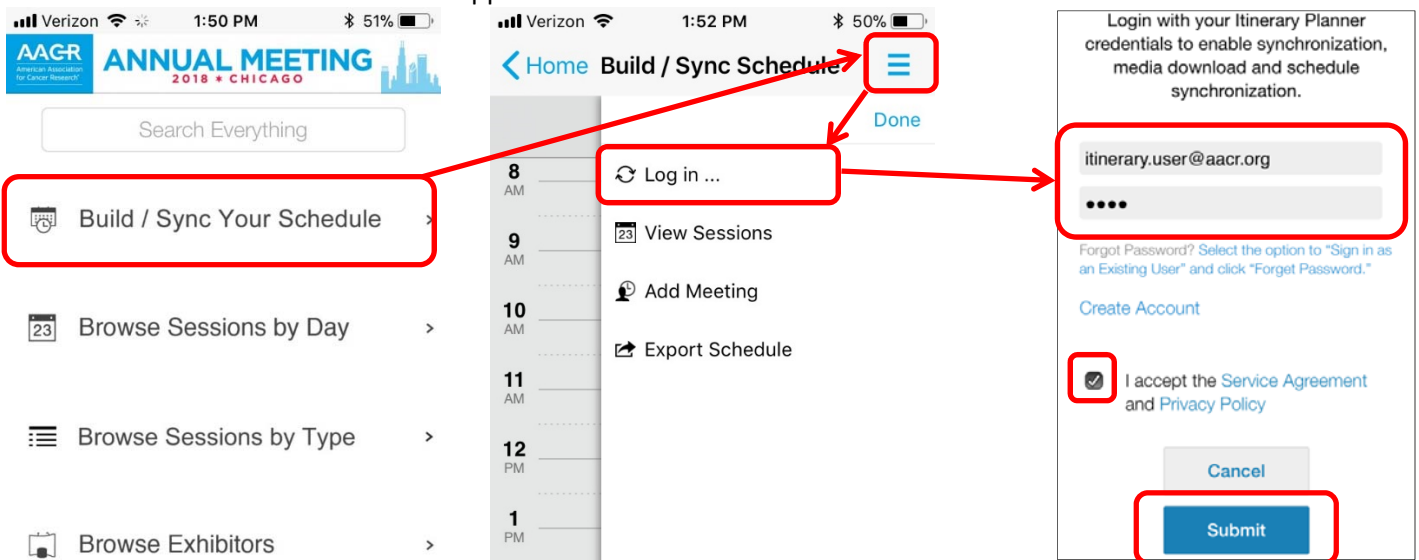 Verizon 1:50 PM 51%
AACR
American Association
for Cancer Research
ANNUAL MEETING
2018 * CHICAGO
Search Everything
Build / Sync Your Schedule
23 Browse Sessions by Day
Browse Sessions by Type
Browse Exhibitors
Verizon 1:52 PM 50%
Home Build / Sync Schedule
Done
8
AM
Log in ...
9
AM
23 View Sessions
10
AM
Add Meeting
Export Schedule
11
AM
12
PM
1
PM
Login with your Itinerary Planner
credentials to enable synchronization,
media download and schedule
synchronization.
itinerary.user@aacr.org
••••
Forgot Password? Select the option to "Sign in as
an Existing User" and click "Forget Password."
Create Account
I accept the Service Agreement
and Privacy Policy
Cancel
Submit